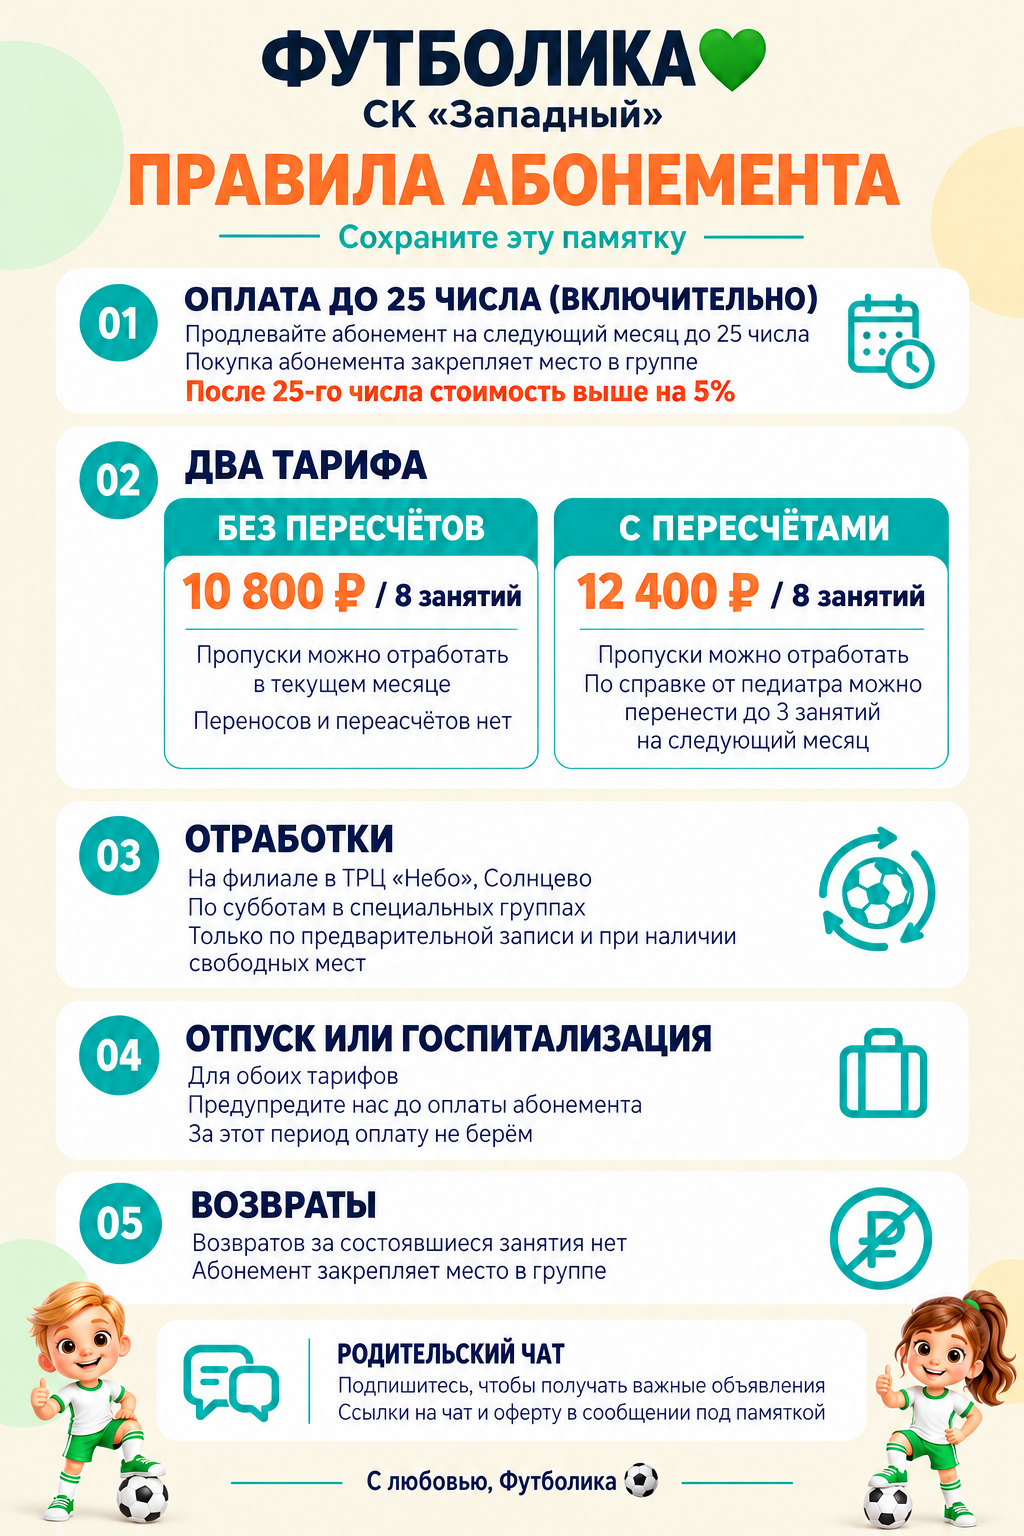 ФУТБОЛИКА
СК «Западный»
ПРАВИЛА АБОНЕМЕНТА
Сохраните эту памятку
01
ОПЛАТА ДО 25 ЧИСЛА (ВКЛЮЧИТЕЛЬНО)
Продлевайте абонемент на следующий месяц до 25 числа
Покупка абонемента закрепляет место в группе
После 25-го числа стоимость выше на 5%
02
ДВА ТАРИФА
БЕЗ ПЕРЕСЧЁТОВ
10 800 ₽ / 8 занятий
Пропуски можно отработать
в текущем месяце
Переносов и переасчётов нет
С ПЕРЕСЧЁТАМИ
12 400 ₽ / 8 занятий
Пропуски можно отработать
По справке от педиатра можно
перенести до 3 занятий
на следующий месяц
03
ОТРАБОТКИ
На филиале в ТРЦ «Небо», Солнцево
По субботам в специальных группах
Только по предварительной записи и при наличии
свободных мест
04
ОТПУСК ИЛИ ГОСПИТАЛИЗАЦИЯ
Для обоих тарифов
Предупредите нас до оплаты абонемента
За этот период оплату не берём
05
ВОЗВРАТЫ
Возвратов за состоявшиеся занятия нет
Абонемент закрепляет место в группе
РОДИТЕЛЬСКИЙ ЧАТ
Подпишитесь, чтобы получать важные объявления
Ссылки на чат и оферту в сообщении под памяткой
С любовью, Футболика